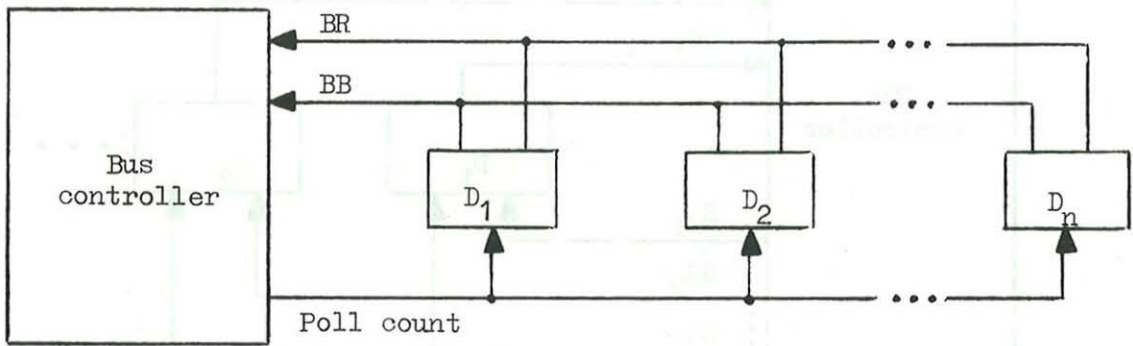 BR
BB
Bus
controller
D1
D2
Dn
Poll count